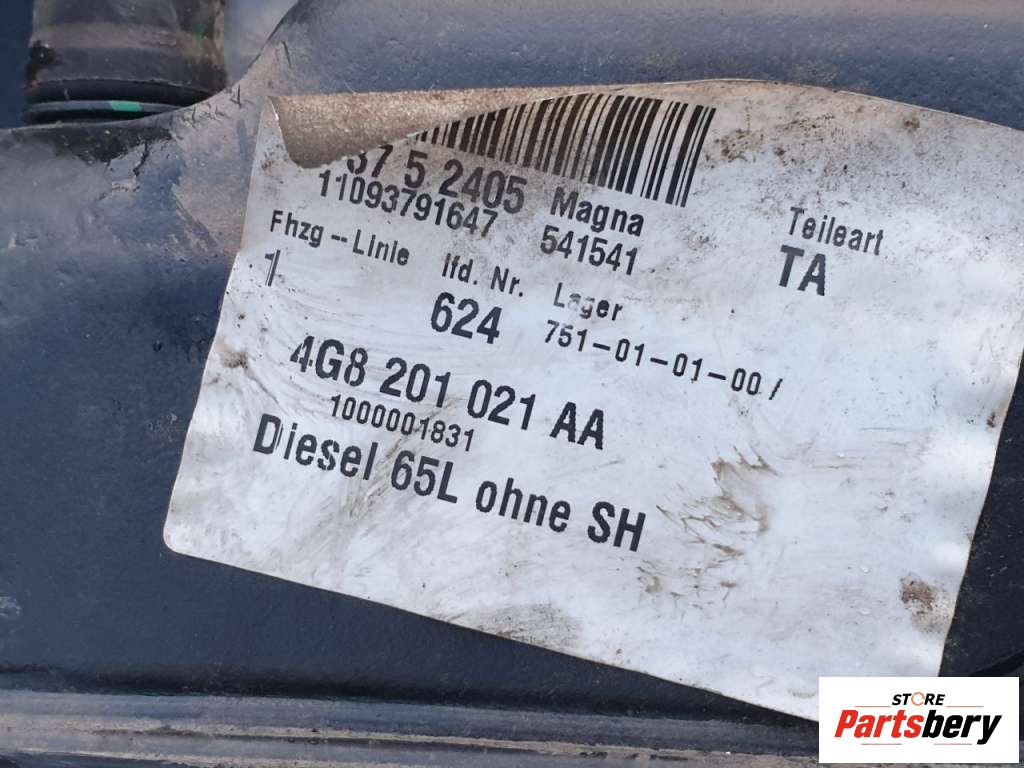 37 5 2405 Magna
11093791647 541541
Teileart
TA
Fhzg-Linie lfd. Nr. Lager
1 624 751-01-01-00/
4G8 201 021 AA
1000001831
Diesel 65L ohne SH
STORE
Partsbery